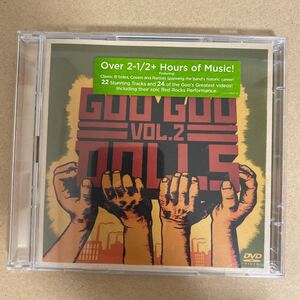 Over 2-1/2+ Hours of Music!
Featuring:
Classic B Sides, Covers and Rarities spanning the band's historic career!
22 Stunning Tracks and 24 of the Goo's Greatest videos!
Including their epic Red Rocks Performance.
GOO GOO
VOL.2
DOLLS
DVD
VIDEO